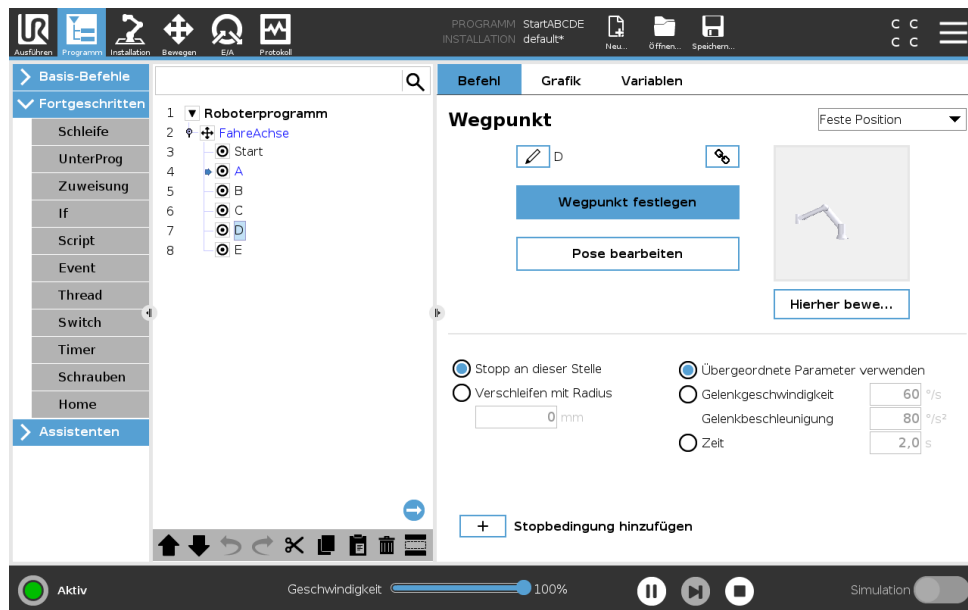 PROGRAMM StartABCDE
INSTALLATION default*
Ausführen Programm Installation Bewegen E/A Protokoll Neu... Öffnen... Speichern...
C C
C C
Basis-Befehle
Fortgeschritten
Schleife
UnterProg
Zuweisung
If
Script
Event
Thread
Switch
Timer
Schrauben
Home
Assistenten
1 Roboterprogramm
2 FahreAchse
3 Start
4 A
5 B
6 C
7 D
8 E
Befehl Grafik Variablen
Wegpunkt Feste Position
D
Wegpunkt festlegen
Pose bearbeiten
Hierher bewe...
Stopp an dieser Stelle
Verschleifen mit Radius
0 mm
Übergeordnete Parameter verwenden
Gelenkgeschwindigkeit 60 °/s
Gelenkbeschleunigung 80 °/s²
Zeit 2,0 s
+ Stopbedingung hinzufügen
Aktiv Geschwindigkeit 100% Simulation